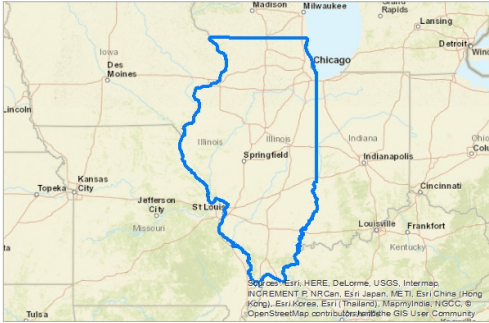 Madison
Milwaukee
Grand
Rapids
Lansing
Detroit
Iowa
Des
Moines
Chicago
Lincoln
Illinois
Illinois
Indiana
Ohio
Springfield
Indianapolis
Topeka
Kansas
City
Jefferson
City
St Louis
Missouri
Cincinnati
Louisville
Frankfort
Kentucky
Sources: Esri, HERE, DeLorme, USGS, Intermap,
INCREMENT P, NRCan, Esri Japan, METI, Esri China (Hong
Kong), Esri Korea, Esri (Thailand), MapmyIndia, NGCC, ©
OpenStreetMap contributors, and the GIS User Community
Tulsa